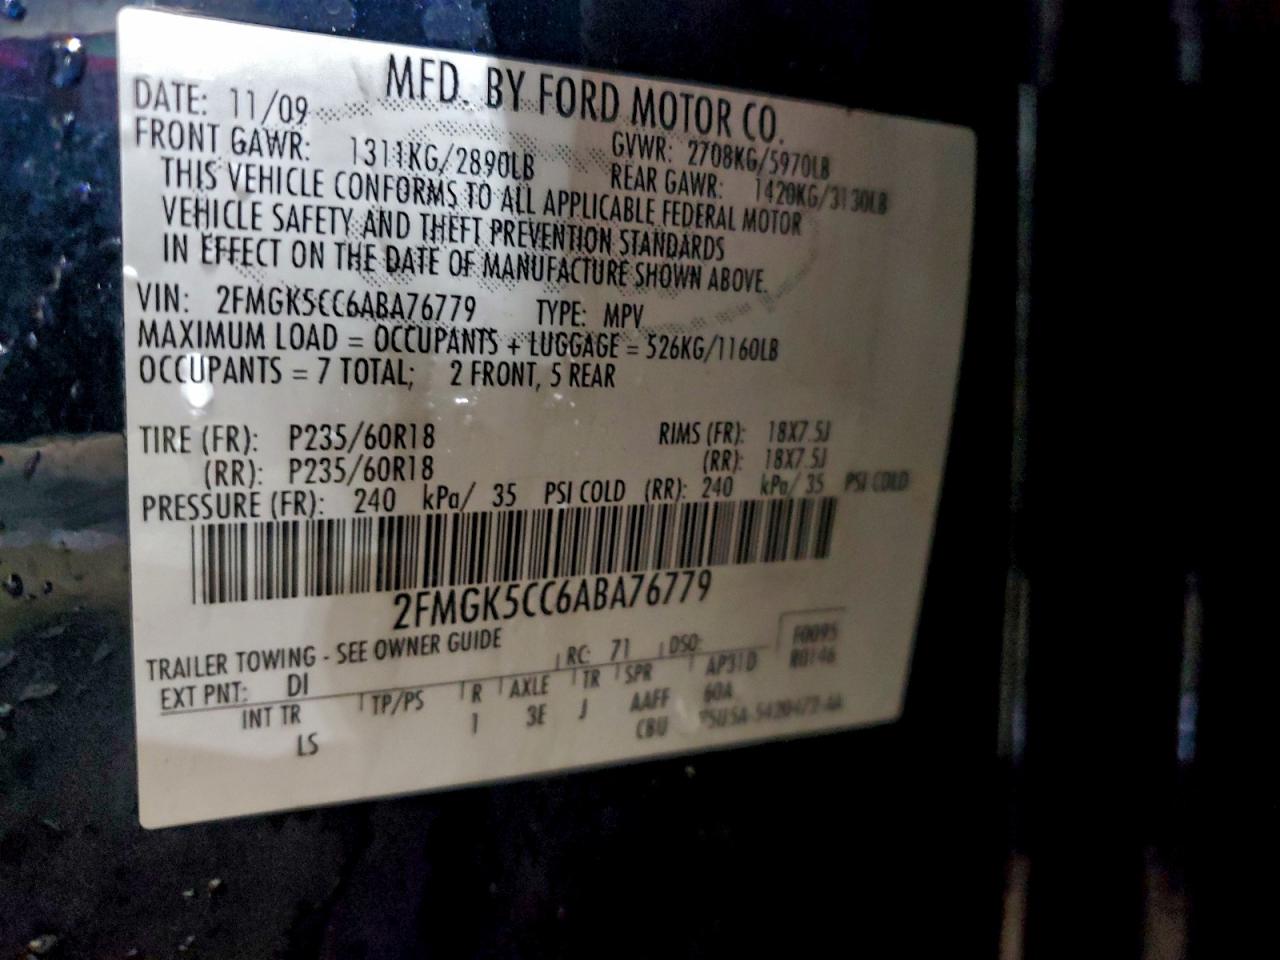 MFD. BY FORD MOTOR CO.
DATE: 11/09 GVWR: 2708KG/5970LB
FRONT GAWR: 1311KG/2890LB REAR GAWR: 1420KG/3130LB
THIS VEHICLE CONFORMS TO ALL APPLICABLE FEDERAL MOTOR
VEHICLE SAFETY AND THEFT PREVENTION STANDARDS
IN EFFECT ON THE DATE OF MANUFACTURE SHOWN ABOVE.
VIN: 2FMGK5CC6ABA76779 TYPE: MPV
MAXIMUM LOAD = OCCUPANTS + LUGGAGE = 526KG/1160LB
OCCUPANTS = 7 TOTAL; 2 FRONT, 5 REAR
TIRE (FR): P235/60R18 RIMS (FR): 18X7.5J
(RR): P235/60R18 (RR): 18X7.5J
PRESSURE (FR): 240 kPa/ 35 PSI COLD (RR): 240 kPa/ 35 PSI COLD
2FMGK5CC6ABA76779
TRAILER TOWING - SEE OWNER GUIDE RC: 71 DSO: F0095
EXT PNT: DI R0146
INT TR TP/PS R AXLE TR SPR AP31D
LS 1 3E J AAFF 60A
CBU